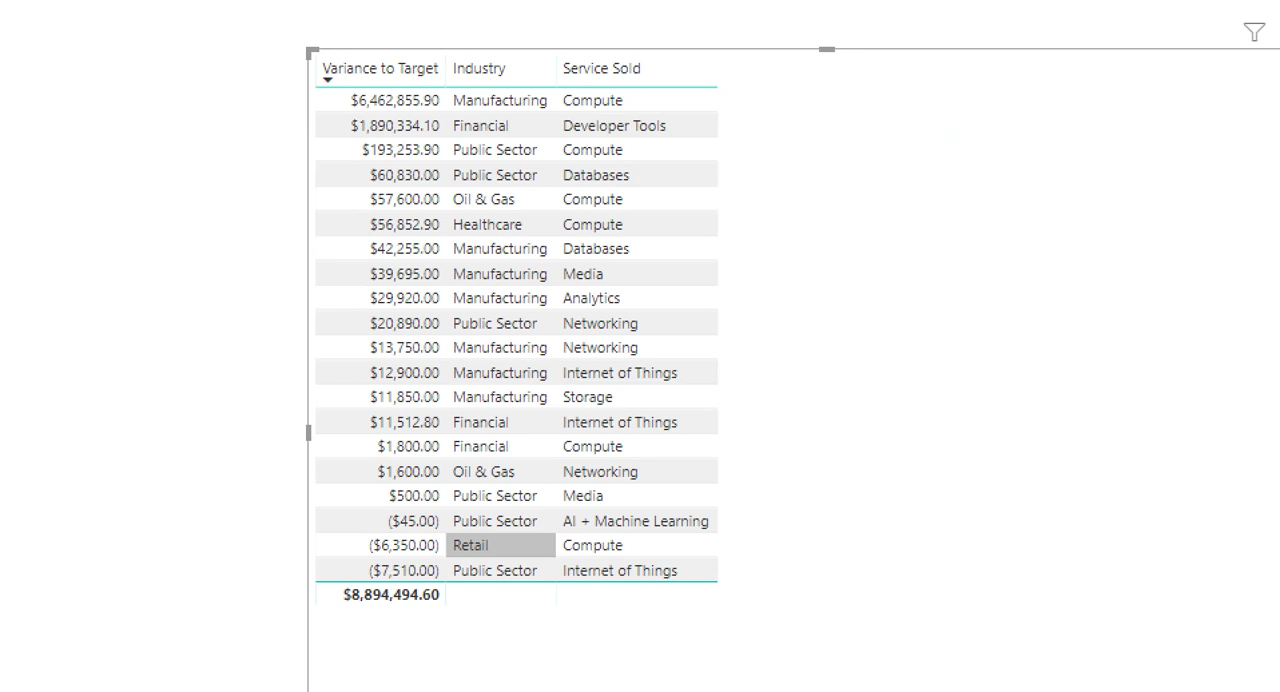 Variance to Target Industry Service Sold
$6,462,855.90 Manufacturing Compute
$1,890,334.10 Financial Developer Tools
$193,253.90 Public Sector Compute
$60,830.00 Public Sector Databases
$57,600.00 Oil & Gas Compute
$56,852.90 Healthcare Compute
$42,255.00 Manufacturing Databases
$39,695.00 Manufacturing Media
$29,920.00 Manufacturing Analytics
$20,890.00 Public Sector Networking
$13,750.00 Manufacturing Networking
$12,900.00 Manufacturing Internet of Things
$11,850.00 Manufacturing Storage
$11,512.80 Financial Internet of Things
$1,800.00 Financial Compute
$1,600.00 Oil & Gas Networking
$500.00 Public Sector Media
($45.00) Public Sector AI + Machine Learning
($6,350.00) Retail Compute
($7,510.00) Public Sector Internet of Things
$8,894,494.60